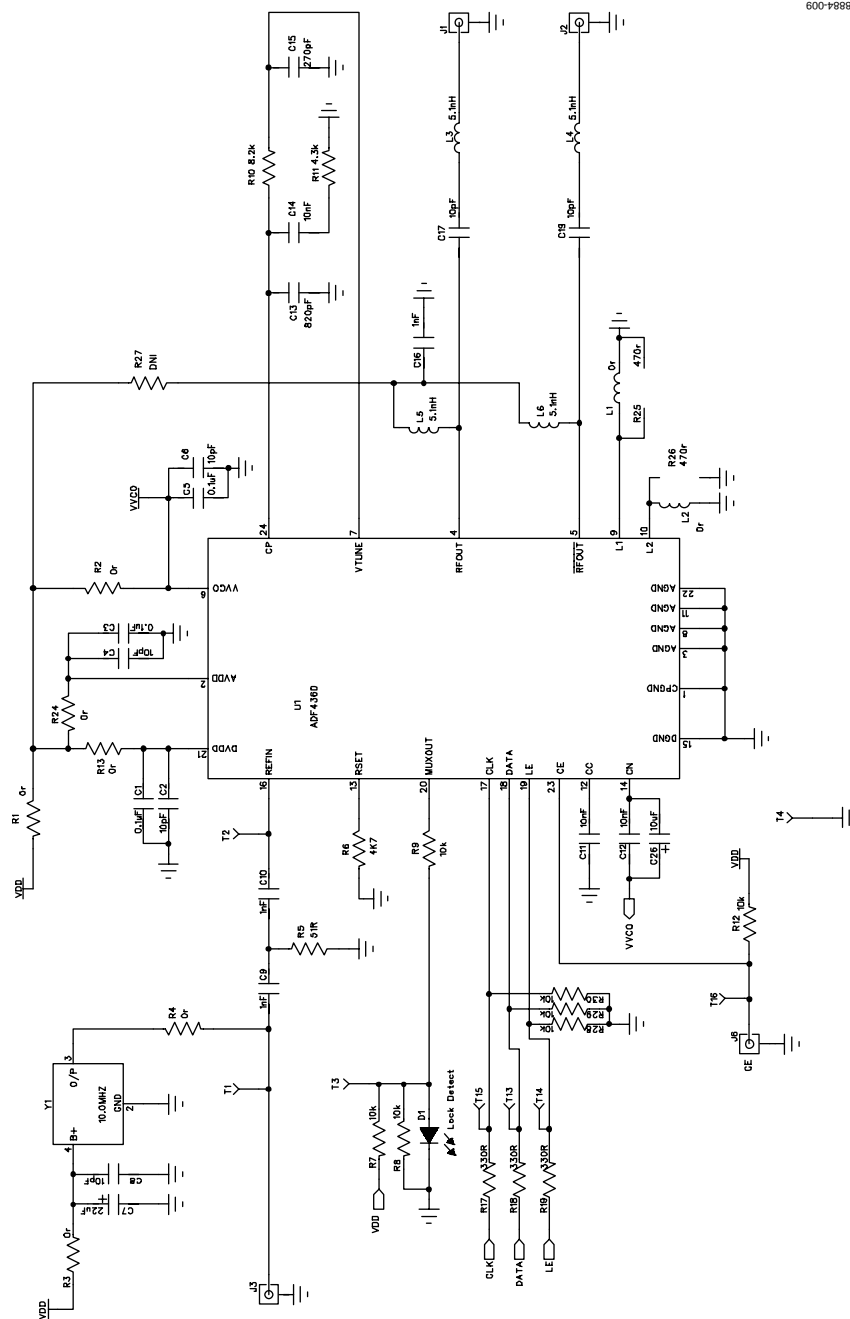 08884-009
C15
270pF
J1
J2
R10 8.2k
R11 4.3k
L3 5.1nH
L4 5.1nH
C14
10nF
C17
10pF
C19
10pF
C13
820pF
R27
DNI
C16
1nF
L5
5.1nH
L6
5.1nH
L1
0r
R25
470r
R26
470r
L2
0r
VVCO
C6
10pF
C5
0.1uF
R2
0r
R24
0r
C3
0.1uF
C4
10pF
R13
0r
R1
0r
VDD
C1
0.1uF
C2
10pF
CP 24
VTUNE 7
RFOUT 4
RFOUT 5
L1 9
L2 10
VVCO 6
AVDD 2
DVDD 21
U1
ADF4360
AGND 22
AGND 11
AGND 8
AGND 3
CPGND 1
DGND 15
16 REFIN
13 RSET
20 MUXOUT
17 CLK
18 DATA
19 LE
23 CE
12 CC
14 CN
T2
C10
1nF
R6
4K7
R9
10k
C11
10nF
C12
10nF
C26
10uF
VVCO
T4
VDD
R12
10k
R5
51R
C9
1nF
R4
0r
T1
Y1
10.0MHZ
O/P 3
GND 2
B+ 4
C8
10pF
C7
22uF
R3
0r
VDD
J3
T3
R7
10k
R8
10k
D1
Lock Detect
VDD
R30
10k
R29
10k
R28
10k
T15
T13
T14
R17
330R
R18
330R
R19
330R
CLK
DATA
LE
T16
J6
CE